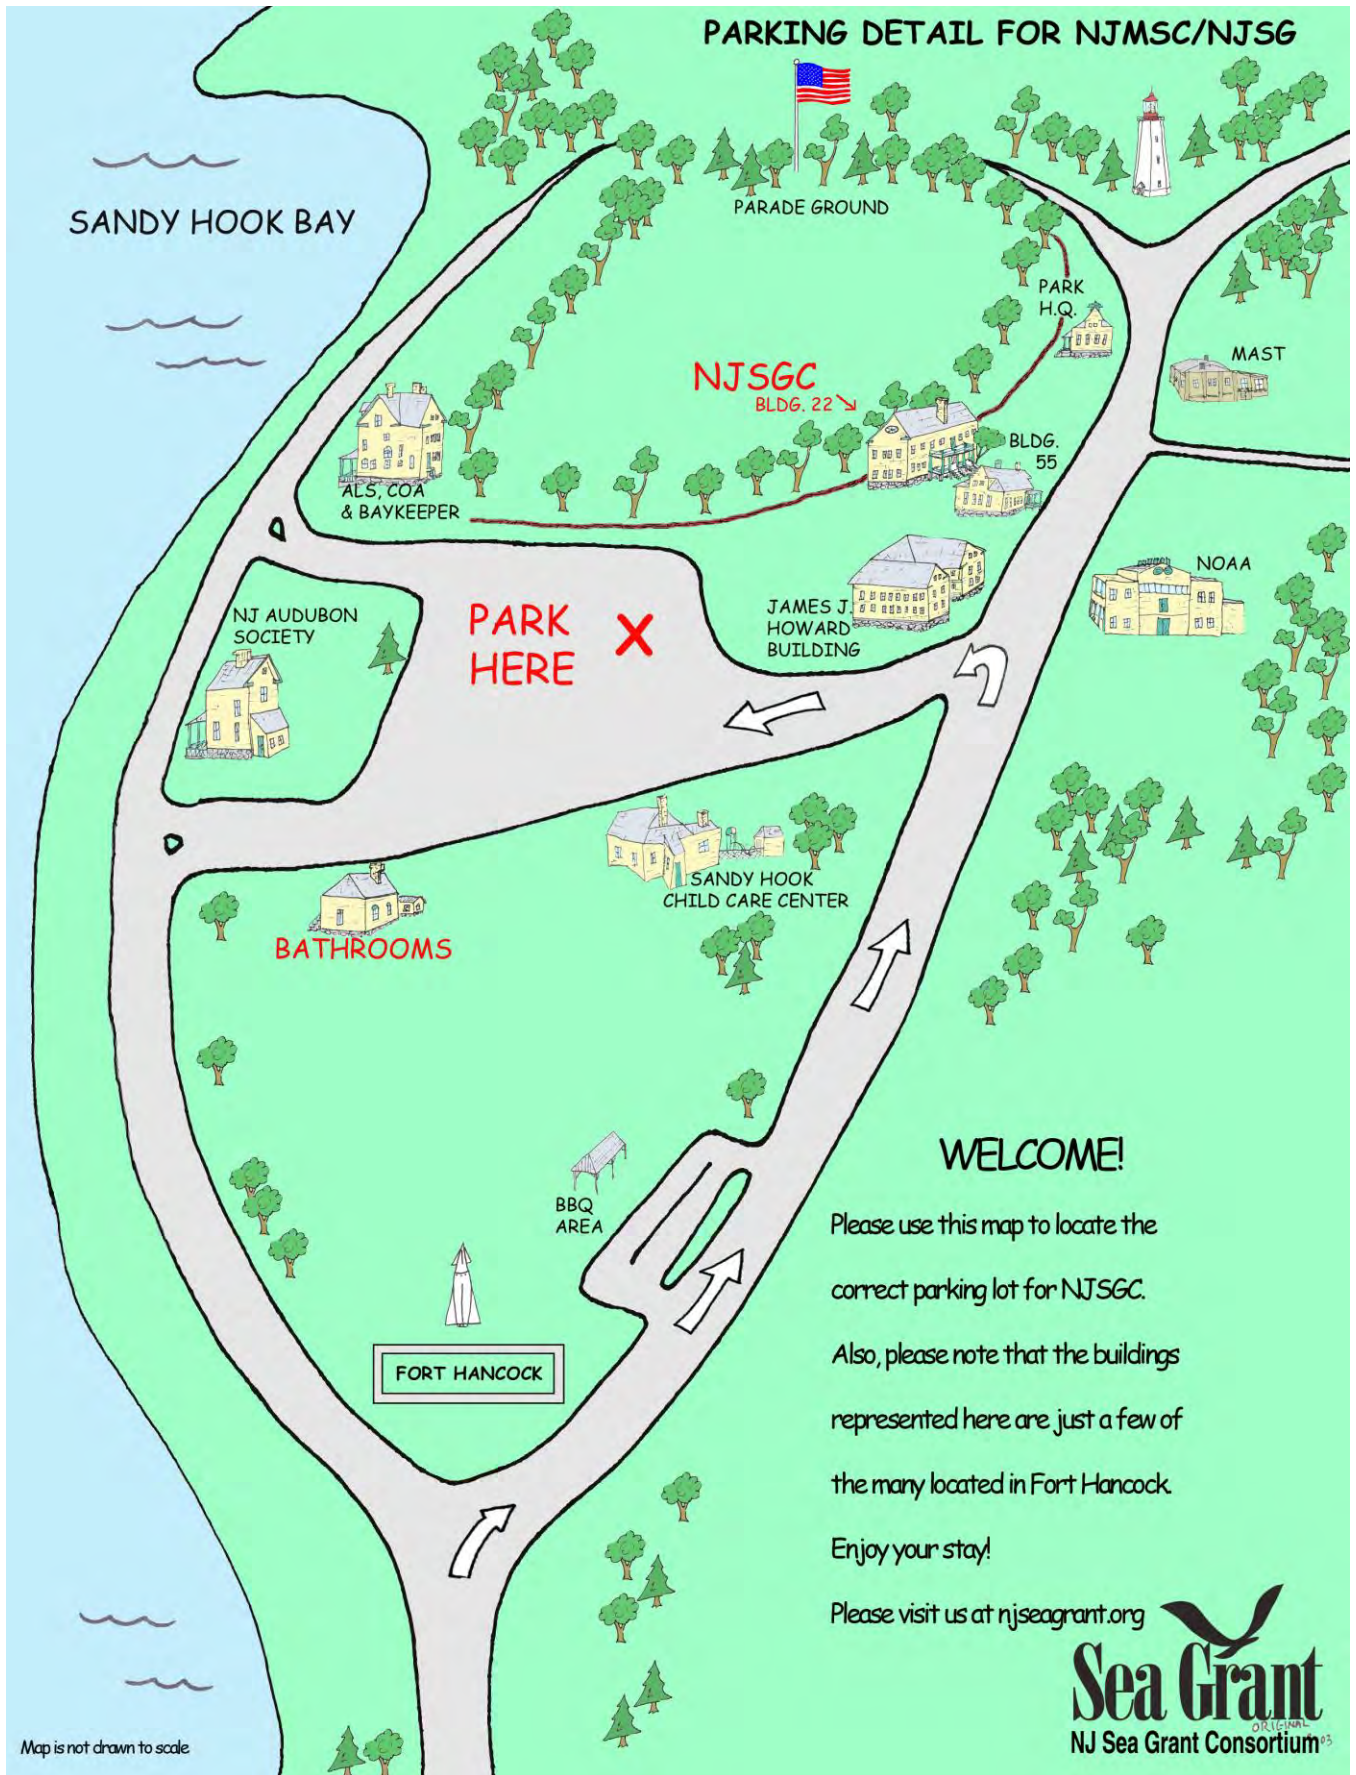 PARKING DETAIL FOR NJMSC/NJSG
SANDY HOOK BAY
PARADE GROUND
PARK
H.Q.
MAST
NJSGC
BLDG. 22
BLDG.
55
ALS, COA
& BAYKEEPER
NOAA
NJ AUDUBON
SOCIETY
PARK
HERE
X
JAMES J.
HOWARD
BUILDING
SANDY HOOK
CHILD CARE CENTER
BATHROOMS
BBQ
AREA
FORT HANCOCK
WELCOME!
Please use this map to locate the
correct parking lot for NJSGC.
Also, please note that the buildings
represented here are just a few of
the many located in Fort Hancock.
Enjoy your stay!
Please visit us at njseagrant.org
Sea Grant
ORIGINAL
NJ Sea Grant Consortium
Map is not drawn to scale